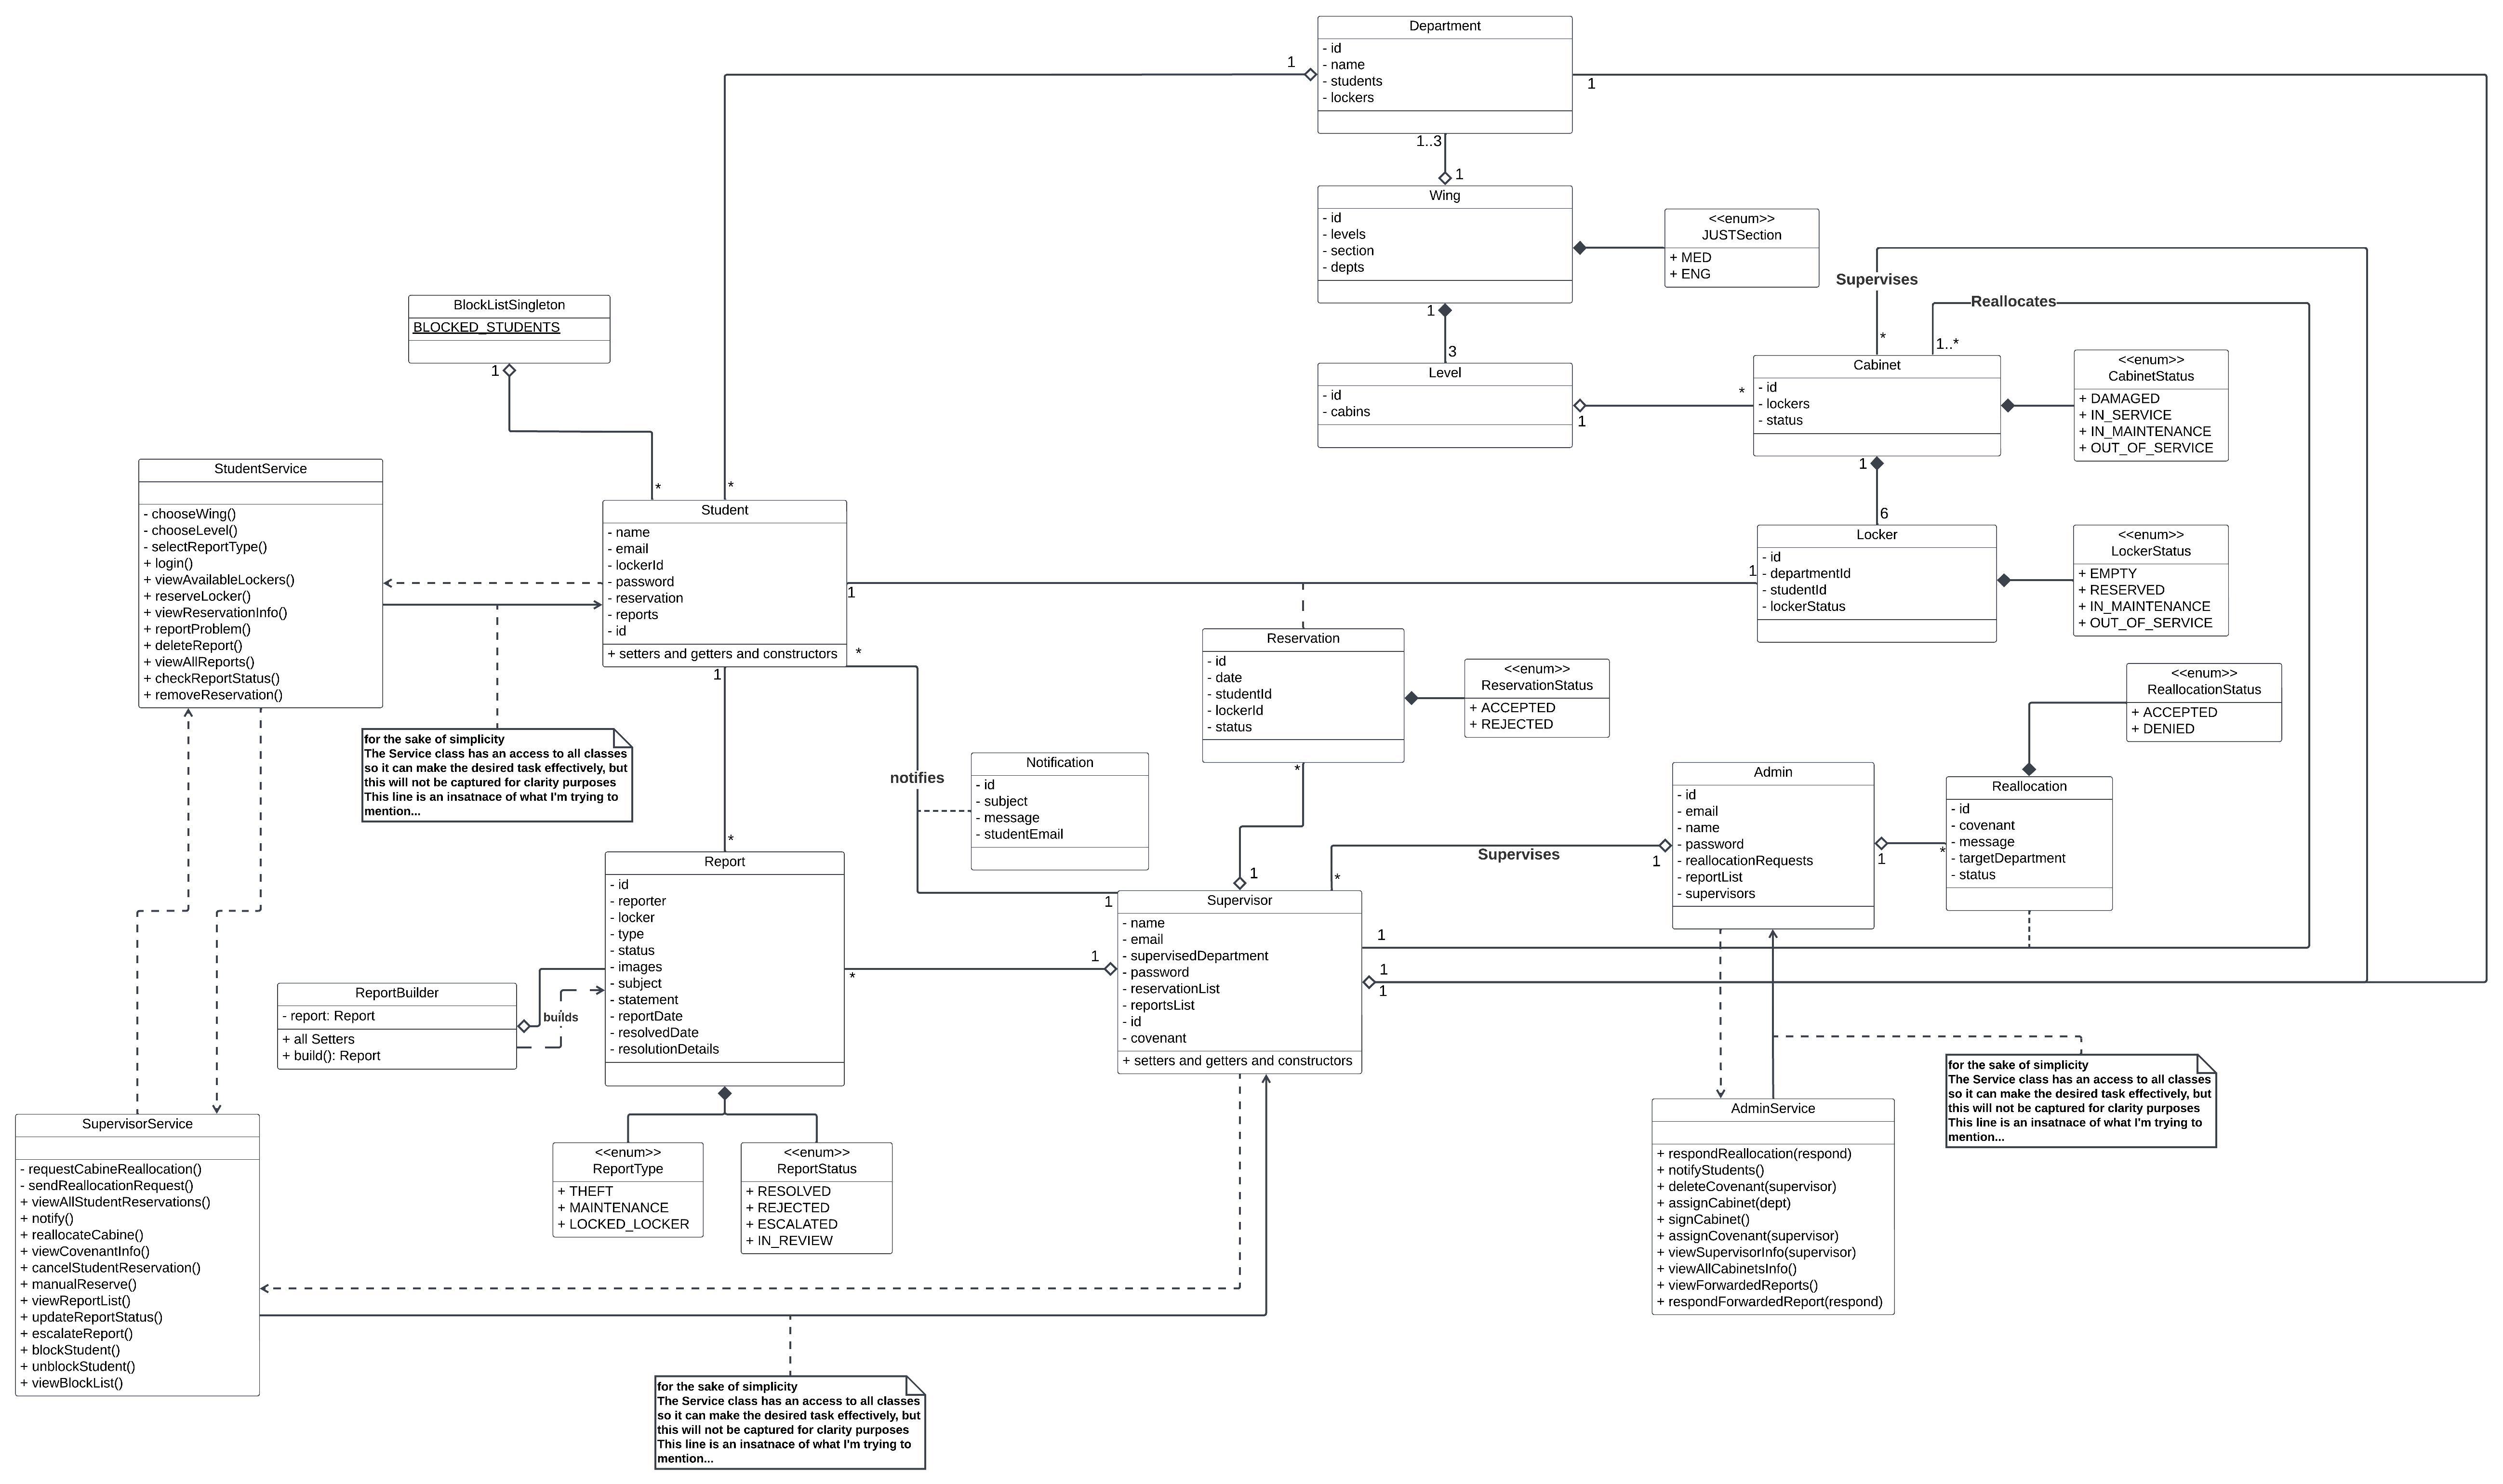 Department
- id
- name
- students
- lockers
1
1
*
1..3
1
Wing
- id
- levels
- section
- depts
<<enum>>
JUSTSection
+ MED
+ ENG
1
3
Level
- id
- cabins
1
*
Supervises
*
Reallocates
1..*
Cabinet
- id
- lockers
- status
<<enum>>
CabinetStatus
+ DAMAGED
+ IN_SERVICE
+ IN_MAINTENANCE
+ OUT_OF_SERVICE
1
6
Locker
- id
- departmentId
- studentId
- lockerStatus
<<enum>>
LockerStatus
+ EMPTY
+ RESERVED
+ IN_MAINTENANCE
+ OUT_OF_SERVICE
BlockListSingleton
BLOCKED_STUDENTS
1
*
StudentService
- chooseWing()
- chooseLevel()
- selectReportType()
+ login()
+ viewAvailableLockers()
+ reserveLocker()
+ viewReservationInfo()
+ reportProblem()
+ deleteReport()
+ viewAllReports()
+ checkReportStatus()
+ removeReservation()
Student
- name
- email
- lockerId
- password
- reservation
- reports
- id
+ setters and getters and constructors
1
1
*
1
for the sake of simplicity
The Service class has an access to all classes
so it can make the desired task effectively, but
this will not be captured for clarity purposes
This line is an insatnace of what I'm trying to
mention...
Reservation
- id
- date
- studentId
- lockerId
- status
<<enum>>
ReservationStatus
+ ACCEPTED
+ REJECTED
*
1
notifies
Notification
- id
- subject
- message
- studentEmail
1
<<enum>>
ReallocationStatus
+ ACCEPTED
+ DENIED
Admin
- id
- email
- name
- password
- reallocationRequests
- reportList
- supervisors
Reallocation
- id
- covenant
- message
- targetDepartment
- status
1
*
Supervises
1
*
*
Report
- id
- reporter
- locker
- type
- status
- images
- subject
- statement
- reportDate
- resolvedDate
- resolutionDetails
*
1
Supervisor
- name
- email
- supervisedDepartment
- password
- reservationList
- reportsList
- id
- covenant
+ setters and getters and constructors
1
1
1
ReportBuilder
- report: Report
+ all Setters
+ build(): Report
builds
<<enum>>
ReportType
+ THEFT
+ MAINTENANCE
+ LOCKED_LOCKER
<<enum>>
ReportStatus
+ RESOLVED
+ REJECTED
+ ESCALATED
+ IN_REVIEW
SupervisorService
- requestCabineReallocation()
- sendReallocationRequest()
+ viewAllStudentReservations()
+ notify()
+ reallocateCabine()
+ viewCovenantInfo()
+ cancelStudentReservation()
+ manualReserve()
+ viewReportList()
+ updateReportStatus()
+ escalateReport()
+ blockStudent()
+ unblockStudent()
+ viewBlockList()
AdminService
+ respondReallocation(respond)
+ notifyStudents()
+ deleteCovenant(supervisor)
+ assignCabinet(dept)
+ signCabinet()
+ assignCovenant(supervisor)
+ viewSupervisorInfo(supervisor)
+ viewAllCabinetsInfo()
+ viewForwardedReports()
+ respondForwardedReport(respond)
for the sake of simplicity
The Service class has an access to all classes
so it can make the desired task effectively, but
this will not be captured for clarity purposes
This line is an insatnace of what I'm trying to
mention...
for the sake of simplicity
The Service class has an access to all classes
so it can make the desired task effectively, but
this will not be captured for clarity purposes
This line is an insatnace of what I'm trying to
mention...